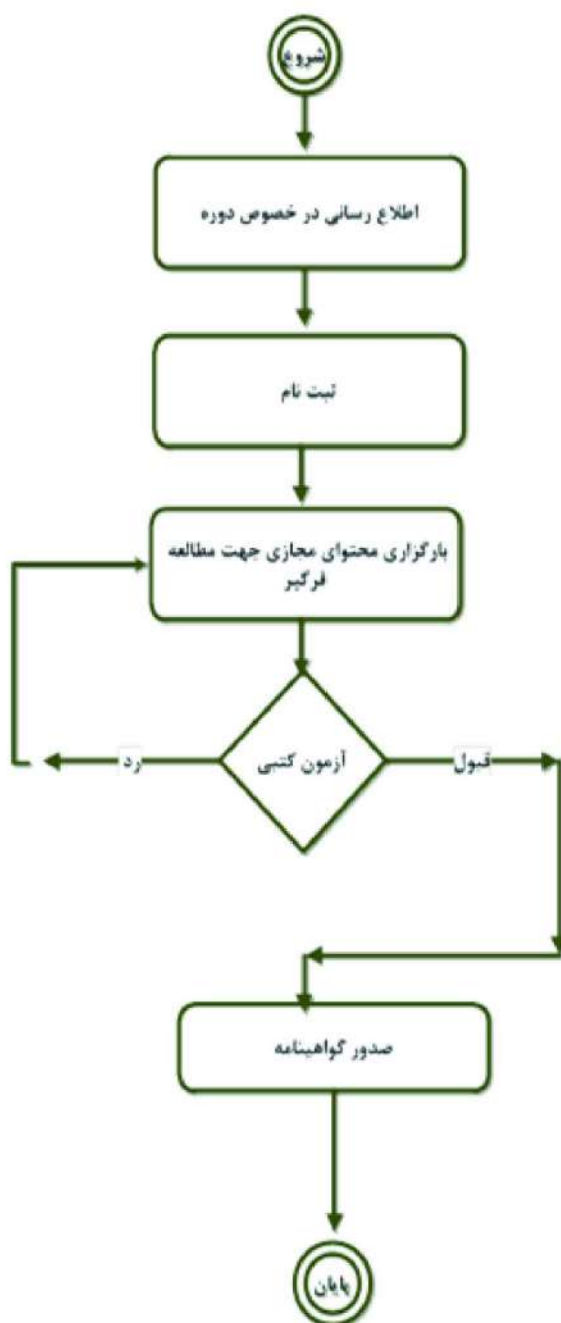 شروع
اطلاع رسانی در خصوص دوره
ثبت نام
بارگزاری محتوای مجازی جهت مطالعه
فرگیر
آزمون کتبی
رد
قبول
صدور گواهینامه
پایان